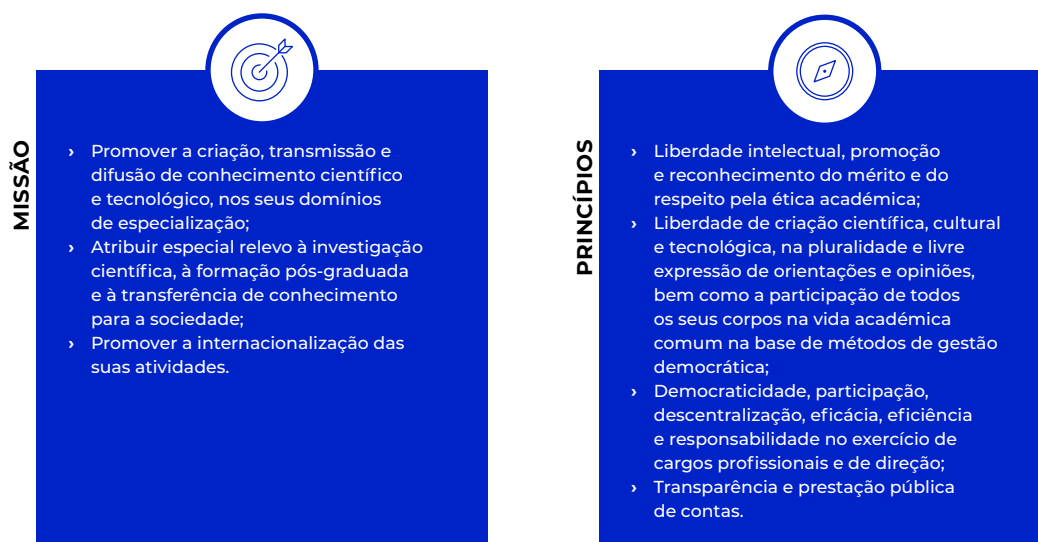 MISSÃO
› Promover a criação, transmissão e
difusão de conhecimento científico
e tecnológico, nos seus domínios
de especialização;
› Atribuir especial relevo à investigação
científica, à formação pós-graduada
e à transferência de conhecimento
para a sociedade;
› Promover a internacionalização das
suas atividades.
PRINCÍPIOS
› Liberdade intelectual, promoção
e reconhecimento do mérito e do
respeito pela ética académica;
› Liberdade de criação científica, cultural
e tecnológica, na pluralidade e livre
expressão de orientações e opiniões,
bem como a participação de todos
os seus corpos na vida académica
comum na base de métodos de gestão
democrática;
› Democraticidade, participação,
descentralização, eficácia, eficiência
e responsabilidade no exercício de
cargos profissionais e de direção;
› Transparência e prestação pública
de contas.